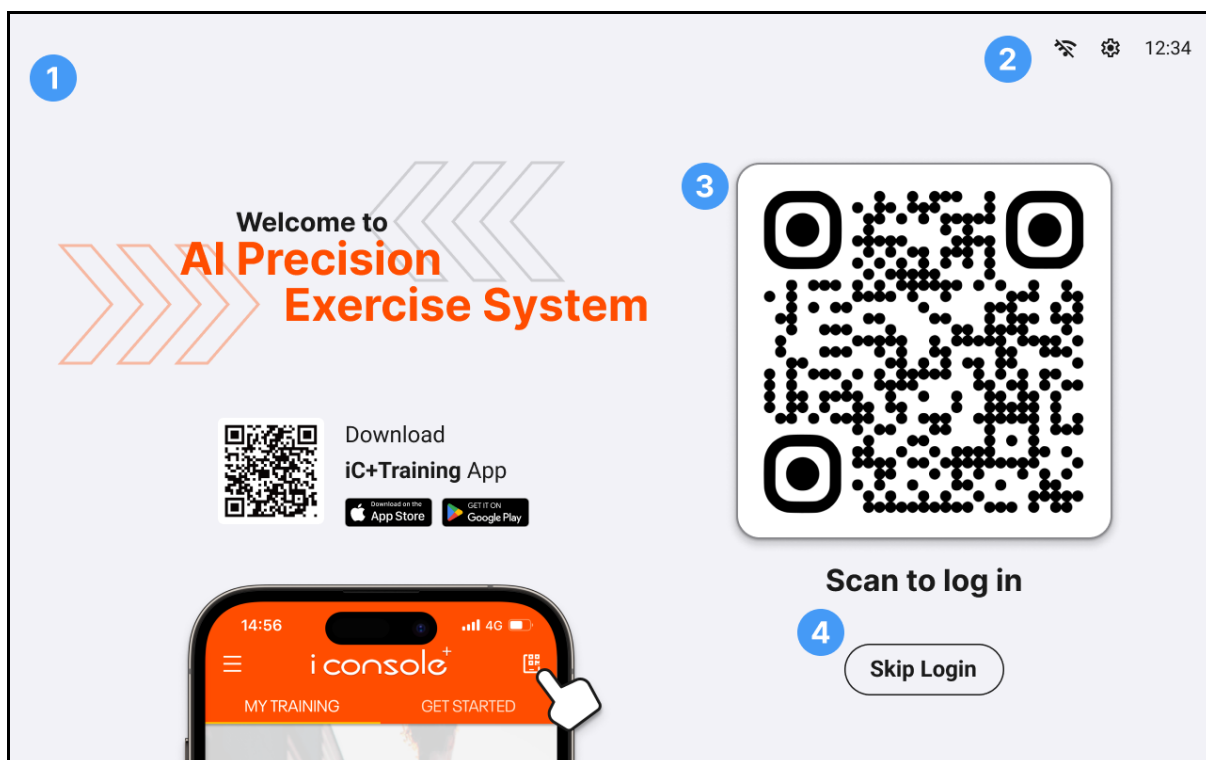 1
2
12:34
Welcome to
AI Precision
Exercise System
3
Download
iC+Training App
Download on the
App Store
GET IT ON
Google Play
Scan to log in
4
Skip Login
14:56
4G
i console+
MY TRAINING
GET STARTED